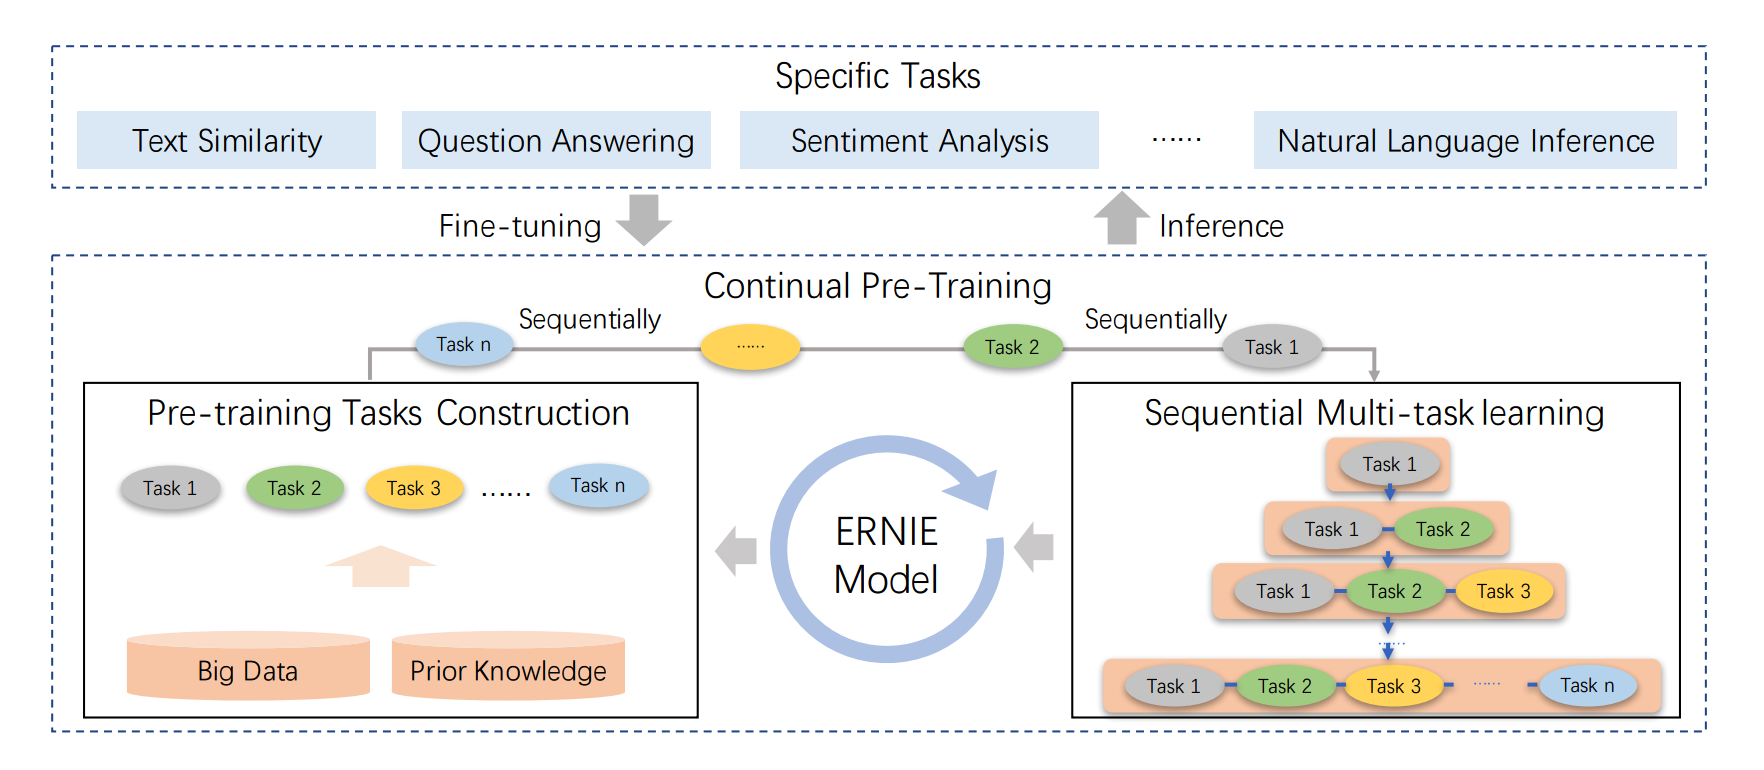 Specific Tasks
Text Similarity
Question Answering
Sentiment Analysis
......
Natural Language Inference
Fine-tuning
Inference
Continual Pre-Training
Sequentially
Sequentially
Task n
......
Task 2
Task 1
Pre-training Tasks Construction
Task 1
Task 2
Task 3
......
Task n
Big Data
Prior Knowledge
ERNIE
Model
Sequential Multi-task learning
Task 1
Task 1
Task 2
Task 1
Task 2
Task 3
......
Task 1
Task 2
Task 3
......
Task n